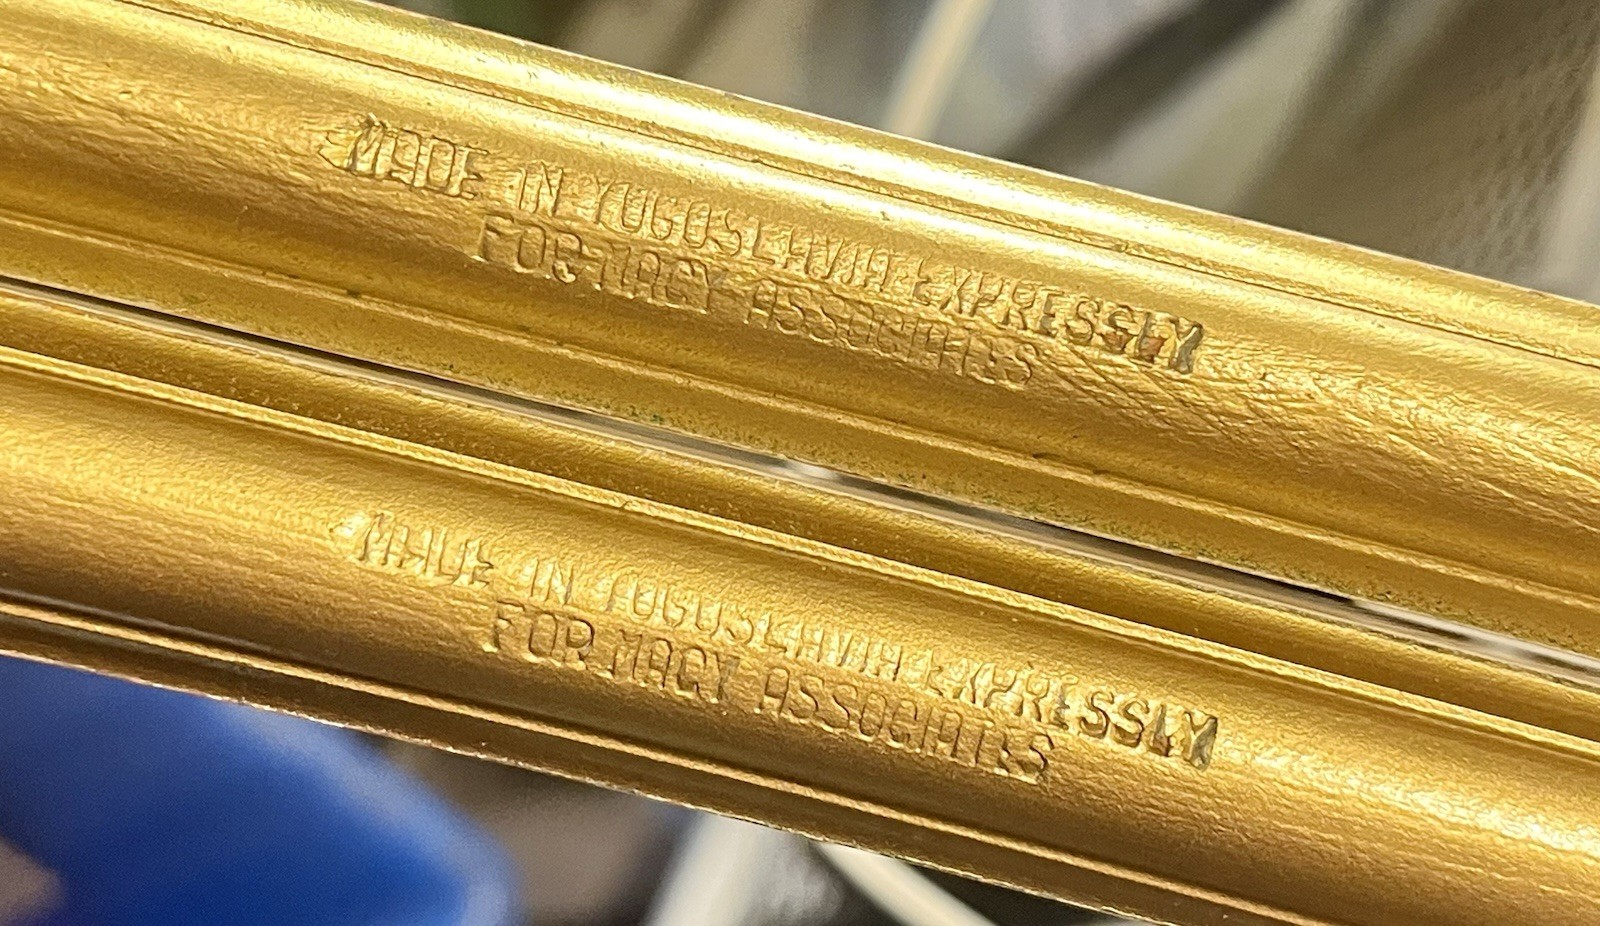 MADE IN YUGOSLAVIA EXPRESSLY
FOR MACY ASSOCIATES
MADE IN YUGOSLAVIA EXPRESSLY
FOR MACY ASSOCIATES